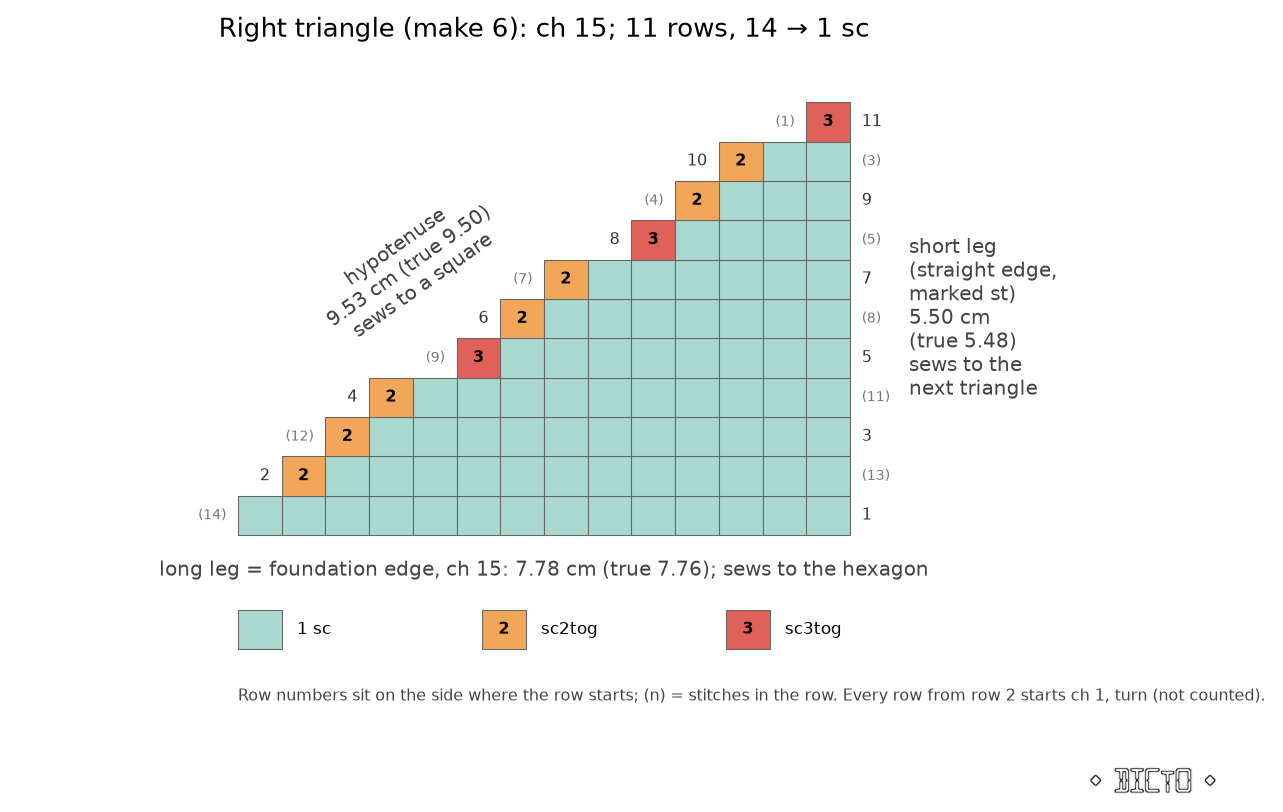 Right triangle (make 6): ch 15; 11 rows, 14 → 1 sc
(1) 3 11
10 2 (3)
(4) 2 9
8 3 (5)
(7) 2 7
6 2 (8)
(9) 3 5
4 2 (11)
(12) 2 3
2 2 (13)
(14) 1
hypotenuse
9.53 cm (true 9.50)
sews to a square
short leg
(straight edge,
marked st)
5.50 cm
(true 5.48)
sews to the
next triangle
long leg = foundation edge, ch 15: 7.78 cm (true 7.76); sews to the hexagon
1 sc 2 sc2tog 3 sc3tog
Row numbers sit on the side where the row starts; (n) = stitches in the row. Every row from row 2 starts ch 1, turn (not counted).
DICTO